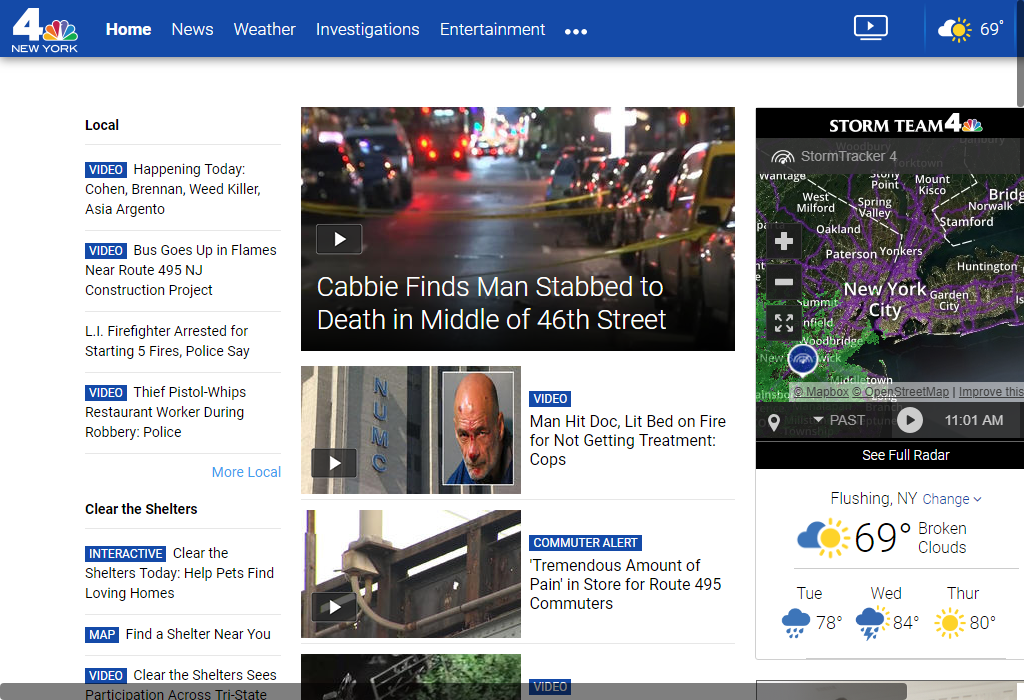 4
NEW YORK
Home News Weather Investigations Entertainment •••
69°
Local
VIDEO Happening Today:
Cohen, Brennan, Weed Killer,
Asia Argento
VIDEO Bus Goes Up in Flames
Near Route 495 NJ
Construction Project
L.I. Firefighter Arrested for
Starting 5 Fires, Police Say
VIDEO Thief Pistol-Whips
Restaurant Worker During
Robbery: Police
More Local
Clear the Shelters
INTERACTIVE Clear the
Shelters Today: Help Pets Find
Loving Homes
MAP Find a Shelter Near You
VIDEO Clear the Shelters Sees
Participation Across Tri-State
Cabbie Finds Man Stabbed to
Death in Middle of 46th Street
NUMC
VIDEO
Man Hit Doc, Lit Bed on Fire
for Not Getting Treatment:
Cops
COMMUTER ALERT
'Tremendous Amount of
Pain' in Store for Route 495
Commuters
VIDEO
STORM TEAM 4
StormTracker 4
Woodbury
Yorktown
Wantage
Stony
Point
Mount
Kisco
West
Milford
Spring
Valley
Norwalk
Stamford
Oakland
Paterson
Yonkers
Huntington
New York
City
Garden
City
Summit
Woodbridge
Middletown
© Mapbox © OpenStreetMap | Improve this
PAST
11:01 AM
See Full Radar
Flushing, NY Change
69° Broken
Clouds
Tue Wed Thur
78° 84° 80°